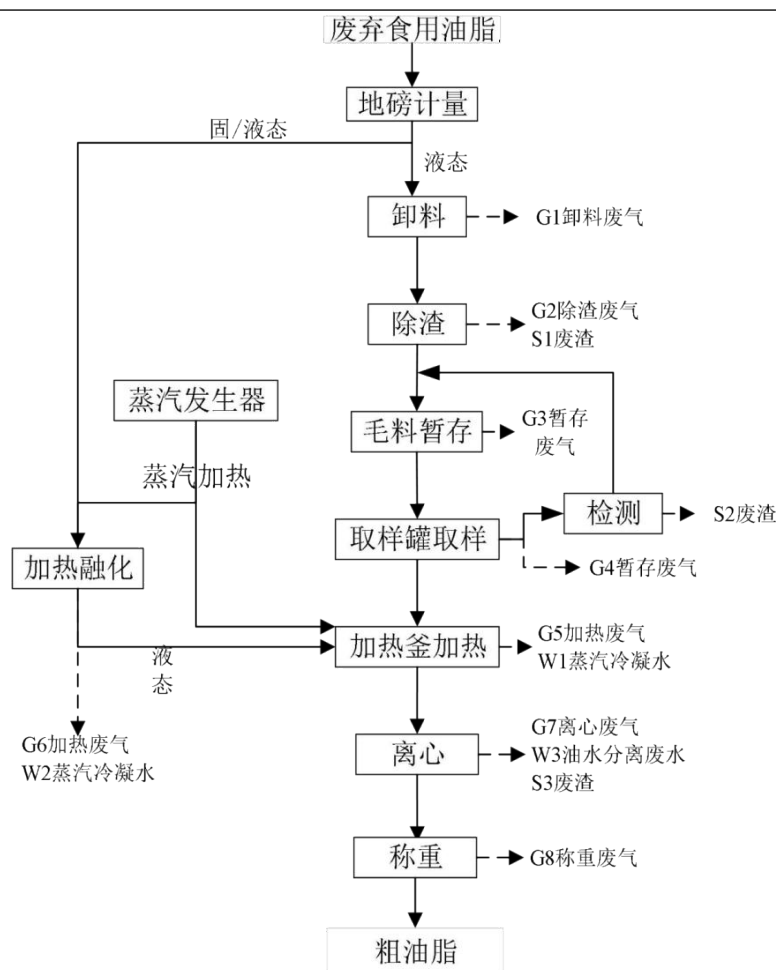 废弃食用油脂
地磅计量
固/液态
液态
卸料
G1卸料废气
除渣
G2除渣废气
S1废渣
蒸汽发生器
毛料暂存
G3暂存
废气
蒸汽加热
取样罐取样
检测
S2废渣
G4暂存废气
加热融化
加热釜加热
G5加热废气
W1蒸汽冷凝水
液
态
G6加热废气
W2蒸汽冷凝水
离心
G7离心废气
W3油水分离废水
S3废渣
称重
G8称重废气
粗油脂